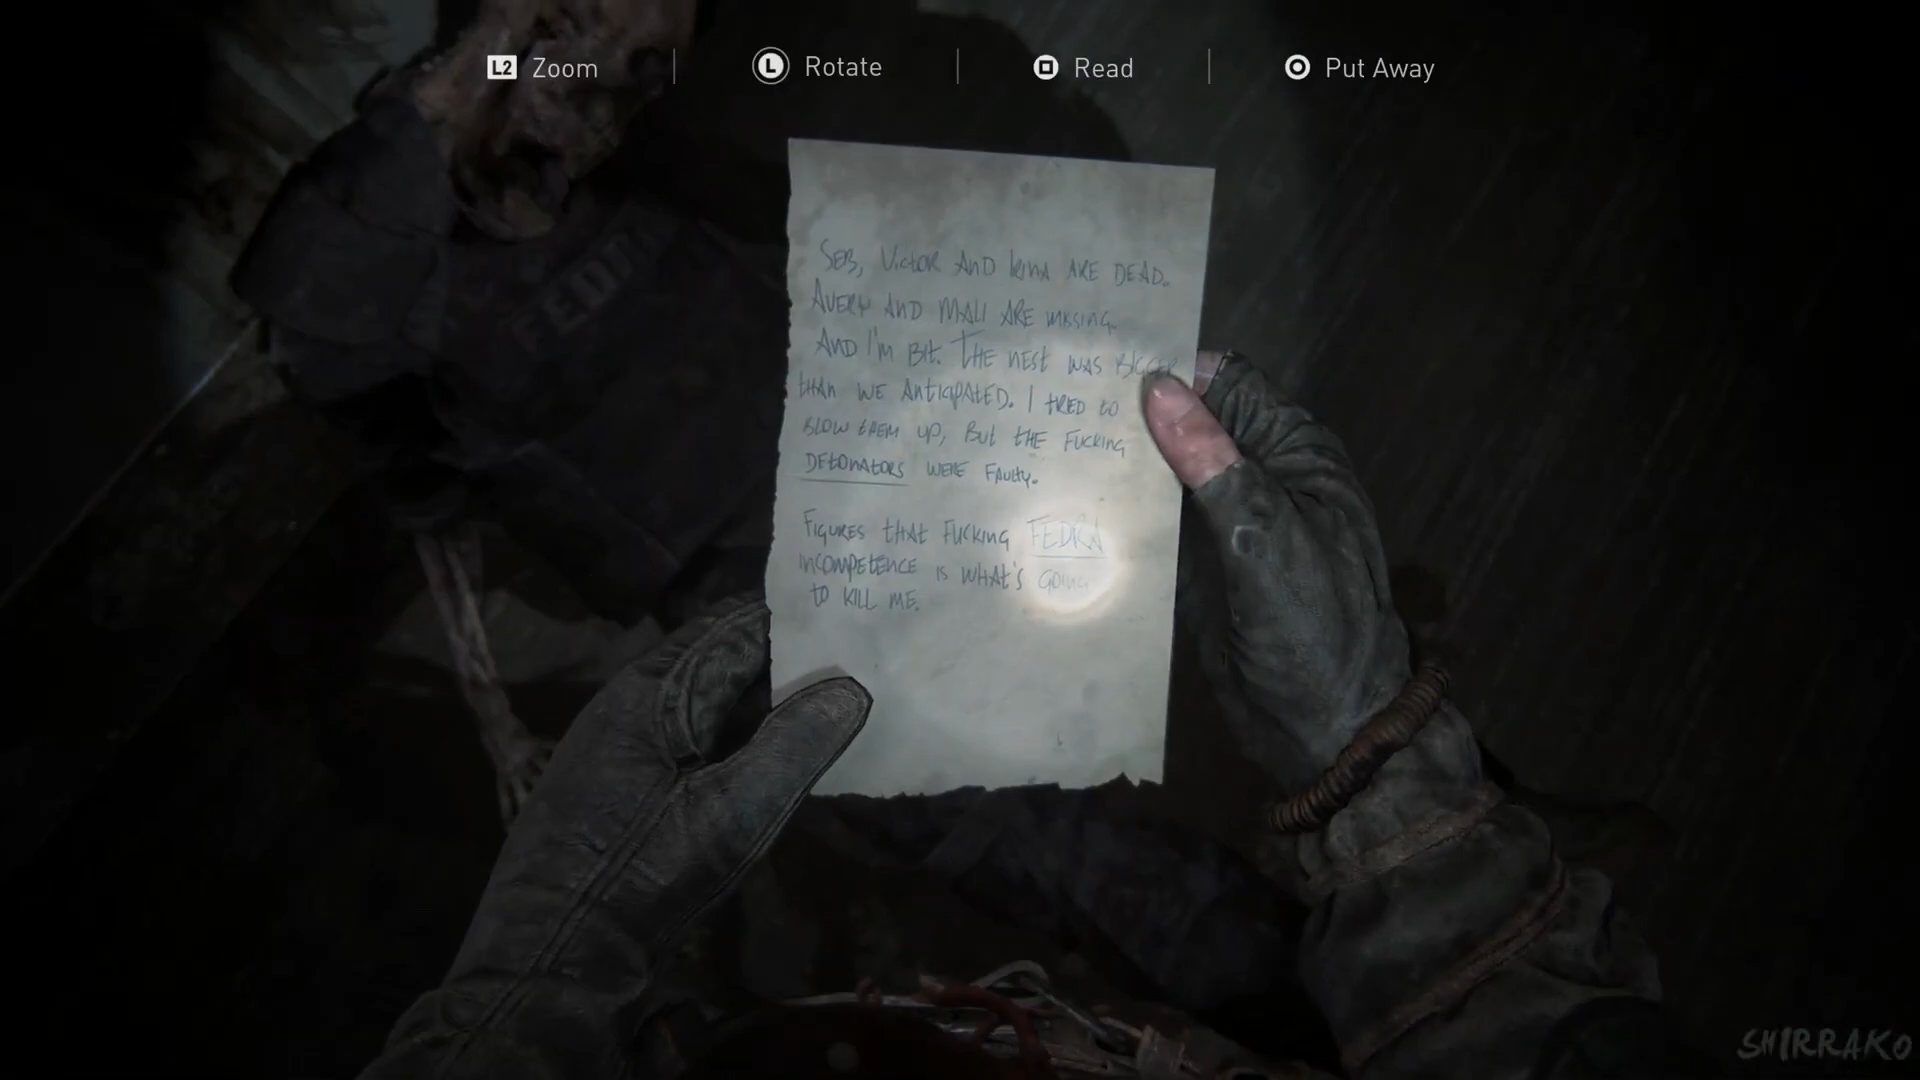 L2 Zoom | L Rotate | Read | Put Away
SEB, VICTOR AND KIMA ARE DEAD.
AVERY AND MALI ARE MISSING.
AND I'M BIT. THE NEST WAS BIGGER
THAN WE ANTICIPATED. I TRIED TO
BLOW THEM UP, BUT THE FUCKING
DETONATORS WERE FAULTY.
FIGURES THAT FUCKING FEDRA
INCOMPETENCE IS WHAT'S GOING
TO KILL ME.
SHIRRAKO